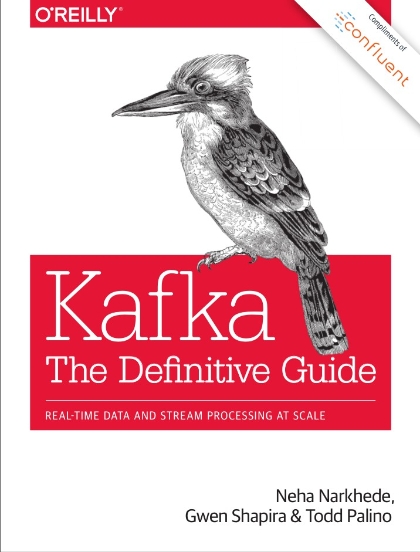 O'REILLY®
Compliments of
confluent
Kafka
The Definitive Guide
REAL-TIME DATA AND STREAM PROCESSING AT SCALE
Neha Narkhede,
Gwen Shapira & Todd Palino